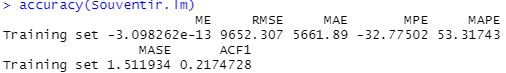 > accuracy(Souventir.lm)
ME RMSE MAE MPE MAPE
Training set -3.098262e-13 9652.307 5661.89 -32.77502 53.31743
MASE ACF1
Training set 1.511934 0.2174728